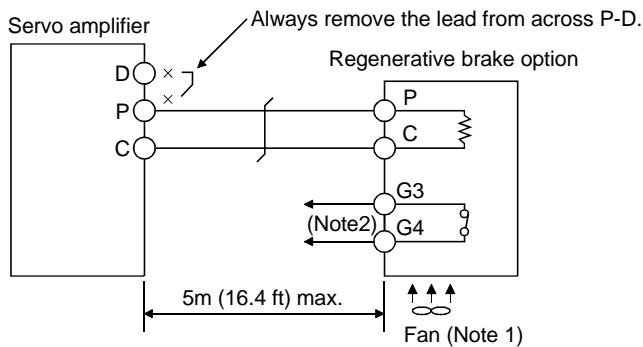 Always remove the lead from across P-D.
Servo amplifier
Regenerative brake option
D
P
P
C
C
G3
(Note2)
G4
5m (16.4 ft) max.
Fan (Note 1)